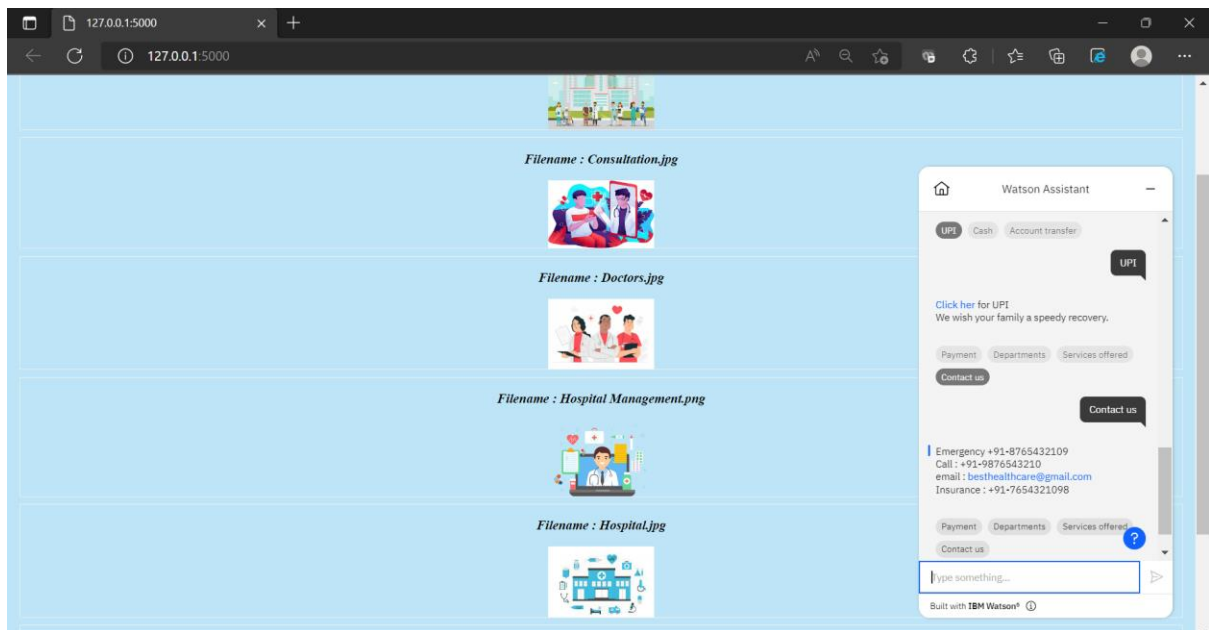 127.0.0.1:5000
127.0.0.1:5000
Filename : Consultation.jpg
Filename : Doctors.jpg
Filename : Hospital Management.png
Filename : Hospital.jpg
Watson Assistant
UPI Cash Account transfer
UPI
Click her for UPI
We wish your family a speedy recovery.
Payment Departments Services offered
Contact us
Contact us
Emergency +91-8765432109
Call : +91-9876543210
email : besthealthcare@gmail.com
Insurance : +91-7654321098
Payment Departments Services offered
Contact us
?
Type something...
Built with IBM Watson®